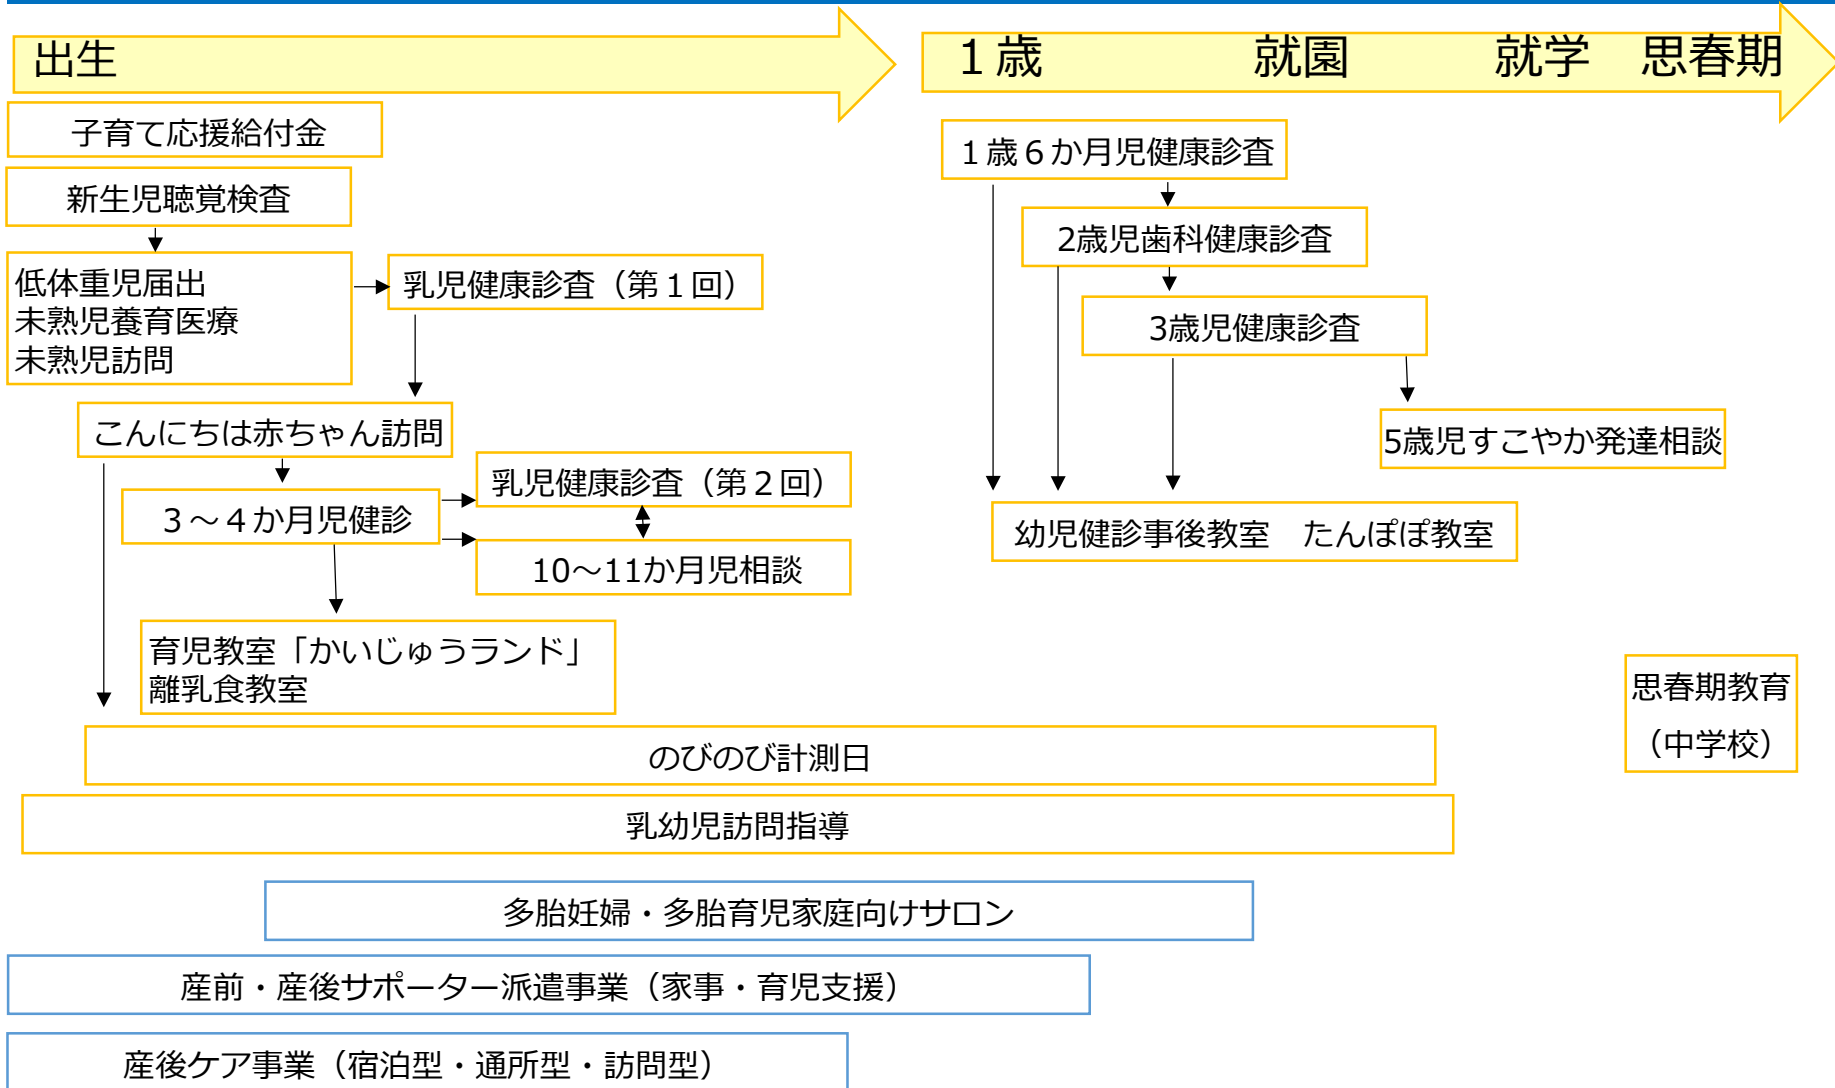 出生
１歳　就園　就学　思春期
子育て応援給付金
新生児聴覚検査
低体重児届出
未熟児養育医療
未熟児訪問
乳児健康診査（第１回）
こんにちは赤ちゃん訪問
３～４か月児健診
乳児健康診査（第２回）
10～11か月児相談
育児教室「かいじゅうランド」
離乳食教室
１歳６か月児健康診査
2歳児歯科健康診査
3歳児健康診査
5歳児すこやか発達相談
幼児健診事後教室　たんぽぽ教室
思春期教育
（中学校）
のびのび計測日
乳幼児訪問指導
多胎妊婦・多胎育児家庭向けサロン
産前・産後サポーター派遣事業（家事・育児支援）
産後ケア事業（宿泊型・通所型・訪問型）